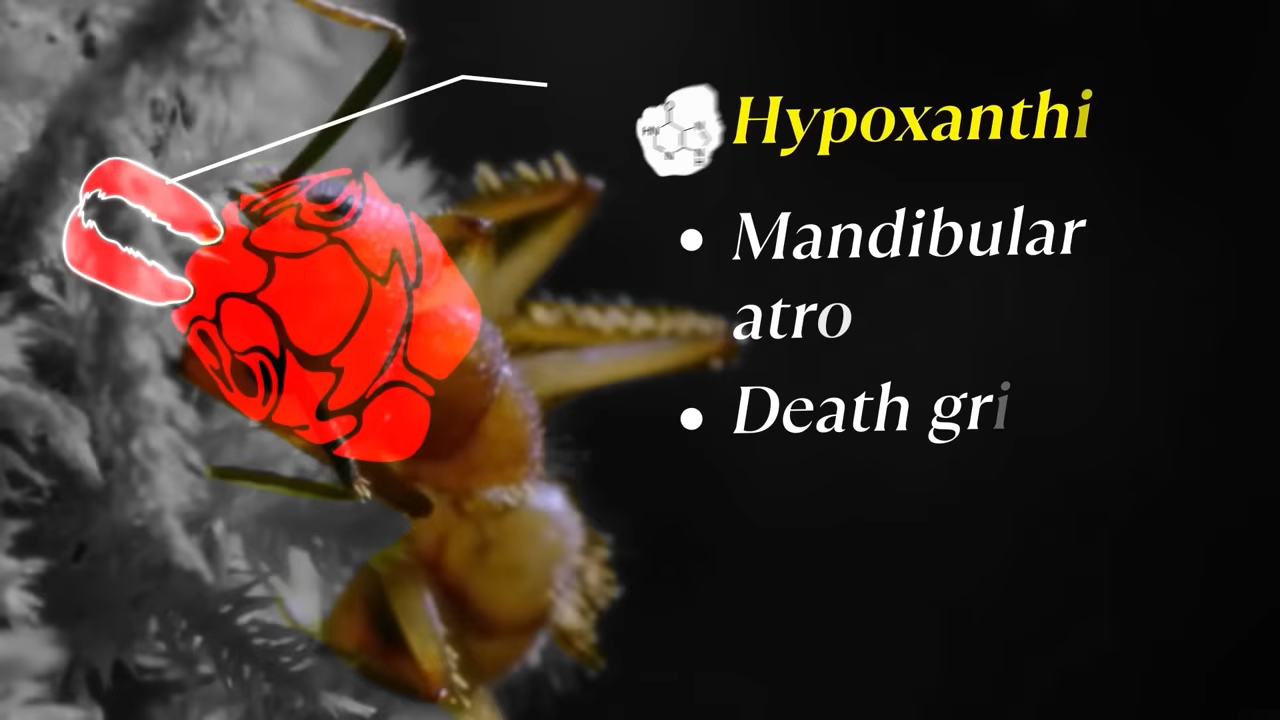 Hypoxanthi
• Mandibular
atro
• Death gri